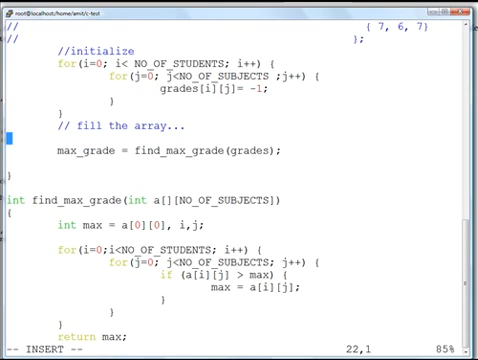 root@localhost/home/amit/c-test
// { 7, 6, 7}
// };
//initialize
for(i=0; i< NO_OF_STUDENTS; i++) {
for(j=0; j<NO_OF_SUBJECTS ;j++) {
grades[i][j]= -1;
}
}
// fill the array...
max_grade = find_max_grade(grades);
}
int find_max_grade(int a[][NO_OF_SUBJECTS])
{
int max = a[0][0], i,j;
for(i=0;i<NO_OF_STUDENTS; i++) {
for(j=0; j<NO_OF_SUBJECTS; j++) {
if (a[i][j] > max) {
max = a[i][j];
}
}
}
return max;
-- INSERT -- 22,1 85%